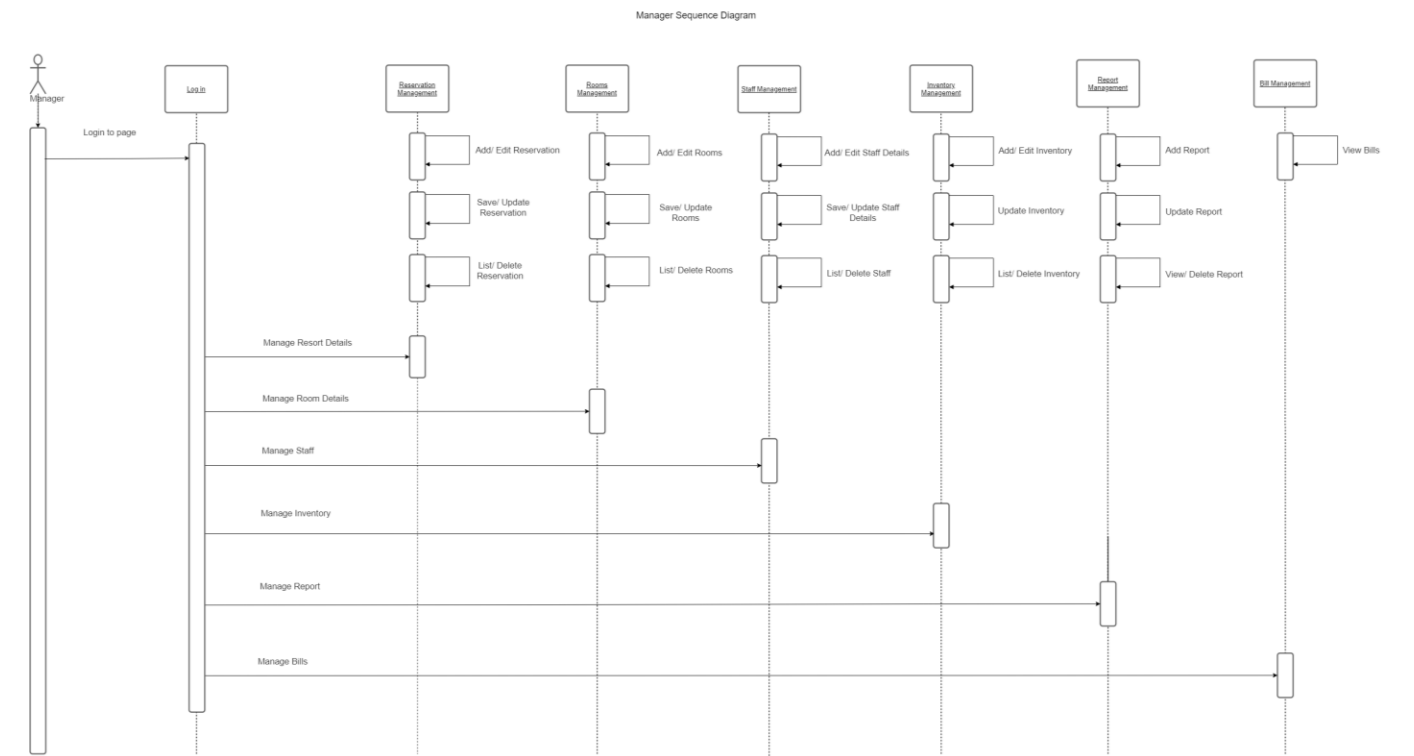 Manager Sequence Diagram
Manager
Log in
Reservation
Management
Rooms
Management
Staff Management
Inventory
Management
Report
Management
Bill Management
Login to page
Add/ Edit Reservation
Add/ Edit Rooms
Add/ Edit Staff Details
Add/ Edit Inventory
Add Report
View Bills
Save/ Update
Reservation
Save/ Update
Rooms
Save/ Update Staff
Details
Update Inventory
Update Report
List/ Delete
Reservation
List/ Delete Rooms
List/ Delete Staff
List/ Delete Inventory
View/ Delete Report
Manage Resort Details
Manage Room Details
Manage Staff
Manage Inventory
Manage Report
Manage Bills